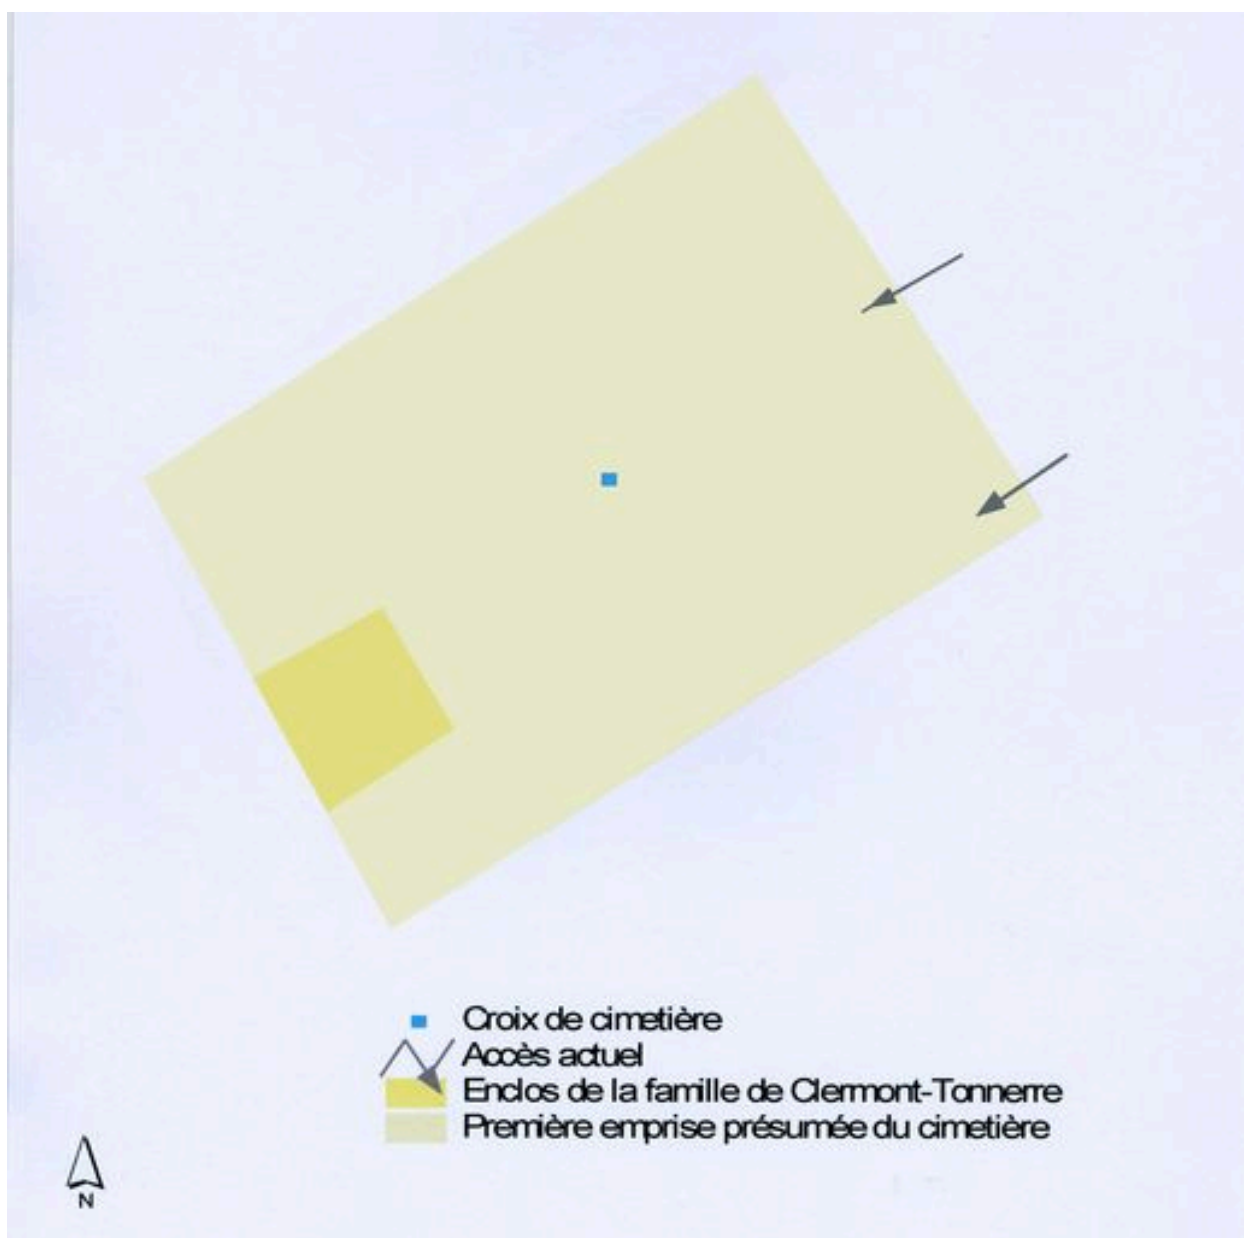 Croix de cimetière
Accès actuel
Enclos de la famille de Clermont-Tonnerre
Première emprise présumée du cimetière
N